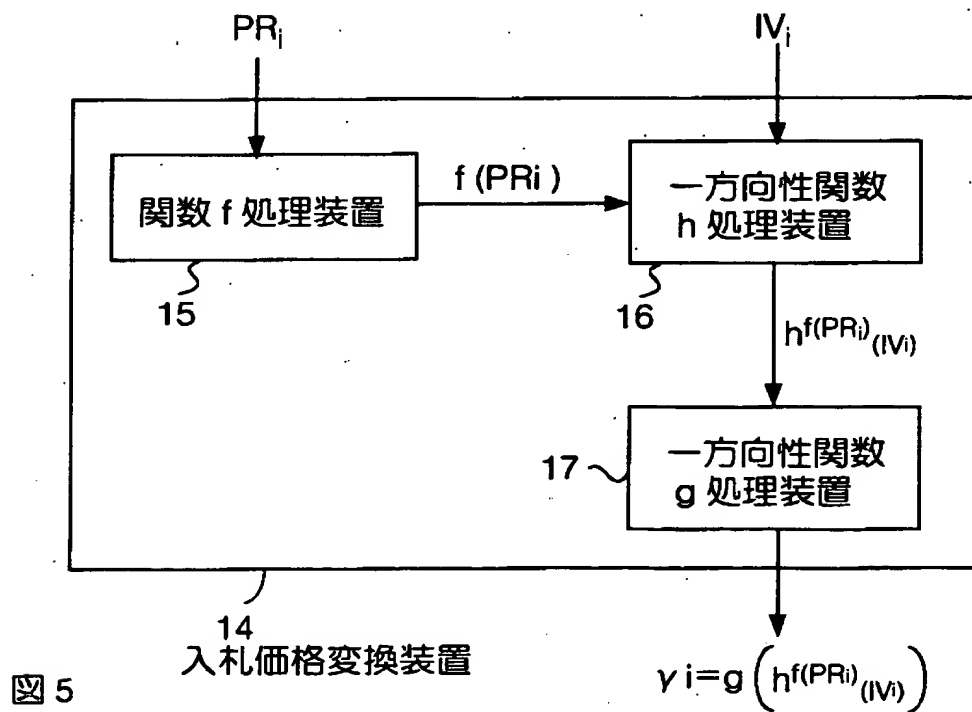 PRi
IVi
関数 f 処理装置
f (PRi )
一方向性関数
h 処理装置
15
16
h^f(PRi)(IVi)
17
一方向性関数
g 処理装置
14
入札価格変換装置
図 5
γ i=g(h^f(PRi)(IVi))